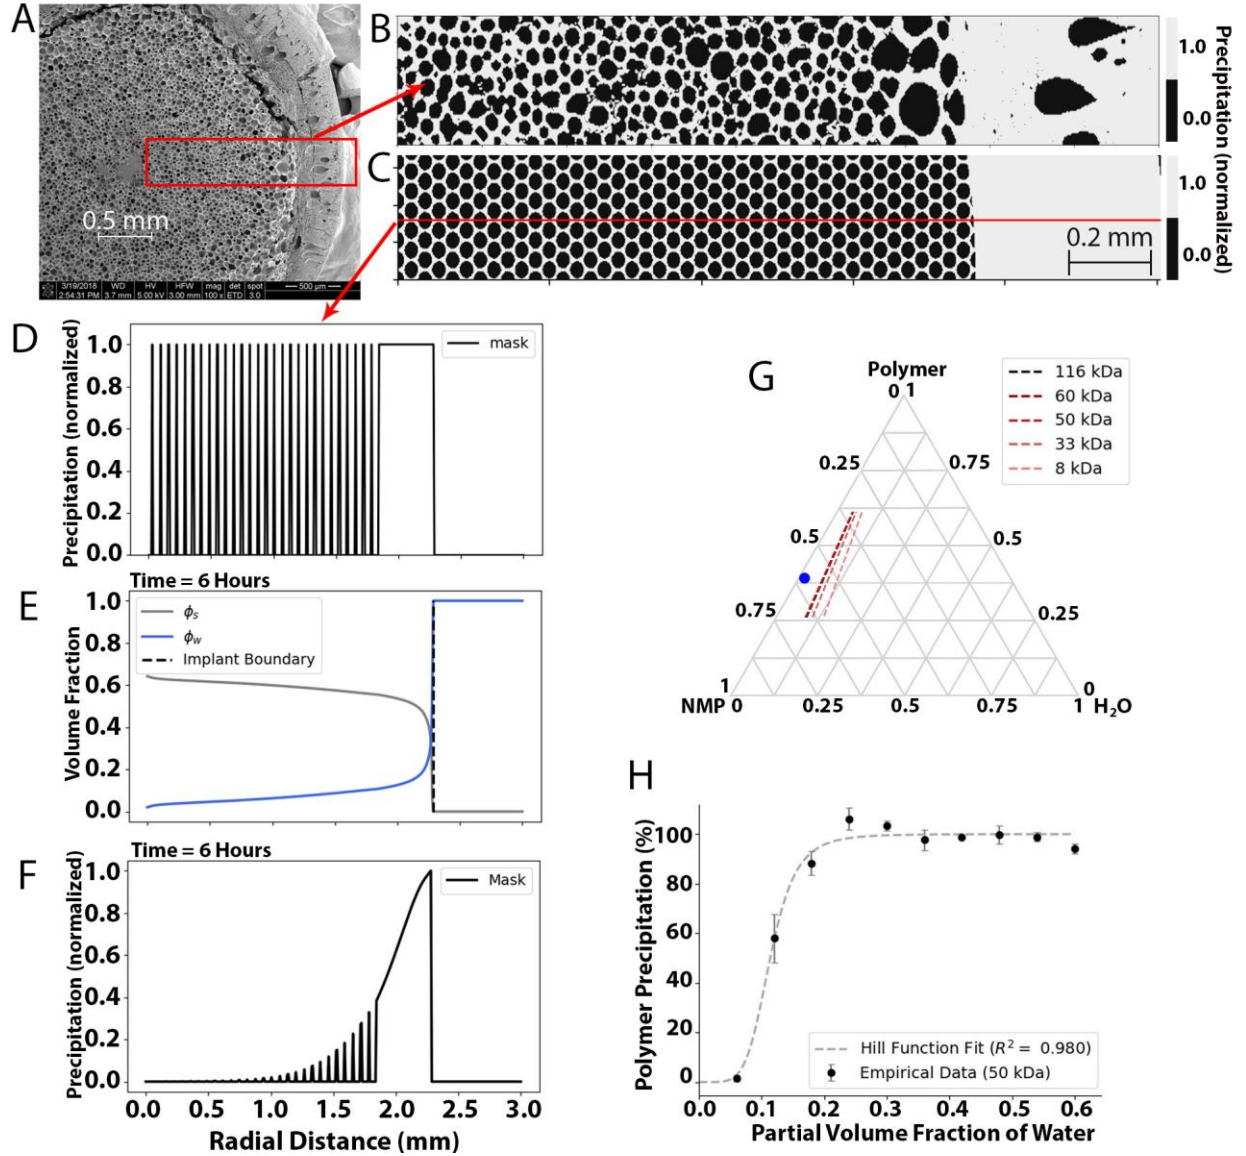 A
0.5 mm
3/19/2018 WD HV HFW mag det spot
2:54:31 PM 3.7 mm 5.00 kV 3.00 mm 100 x ETD 3.0 500 µm
B
1.0
0.0
C
1.0
0.0
0.2 mm
Precipitation (normalized)
D
1.0
0.8
0.6
0.4
0.2
0.0
Precipitation (normalized)
mask
E
Time = 6 Hours
1.0
0.8
0.6
0.4
0.2
0.0
Volume Fraction
ϕs
ϕw
Implant Boundary
F
Time = 6 Hours
1.0
0.8
0.6
0.4
0.2
0.0
Precipitation (normalized)
Mask
0.0 0.5 1.0 1.5 2.0 2.5 3.0
Radial Distance (mm)
G
Polymer
0 1
0.25 0.75
0.5 0.5
0.75 0.25
1 0
NMP 0 0.25 0.5 0.75 1 H₂O
116 kDa
60 kDa
50 kDa
33 kDa
8 kDa
H
100
80
60
40
20
0
Polymer Precipitation (%)
Hill Function Fit (R² = 0.980)
Empirical Data (50 kDa)
0.0 0.1 0.2 0.3 0.4 0.5 0.6
Partial Volume Fraction of Water